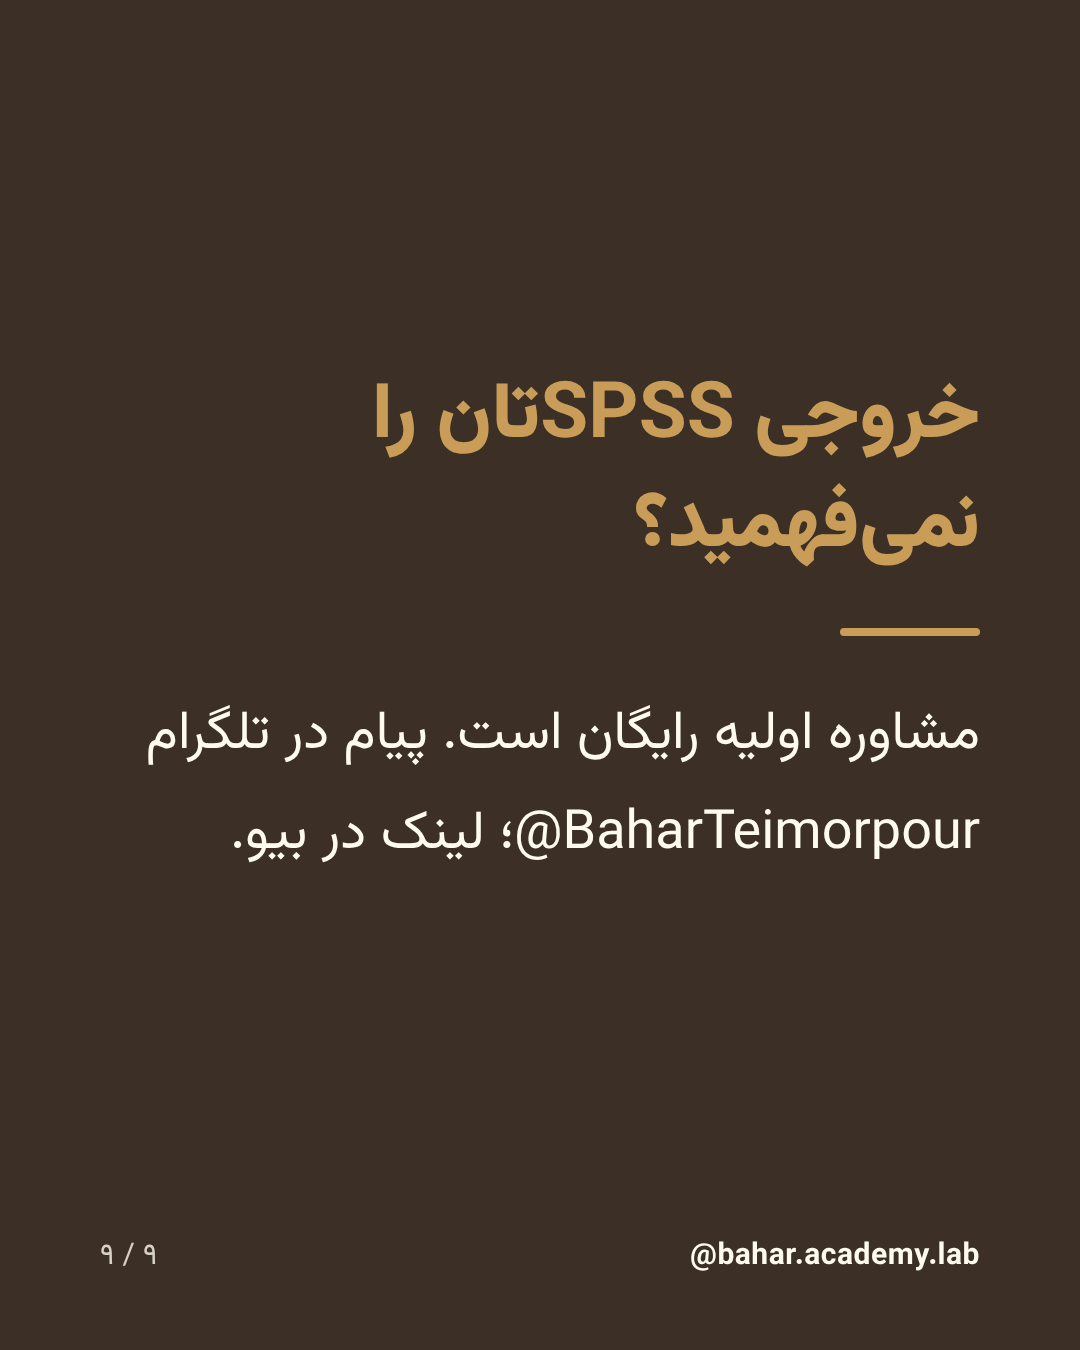 خروجی SPSSتان را
نمی‌فهمید؟
مشاوره اولیه رایگان است. پیام در تلگرام
@BaharTeimorpour؛ لینک در بیو.
@bahar.academy.lab
۹ / ۹